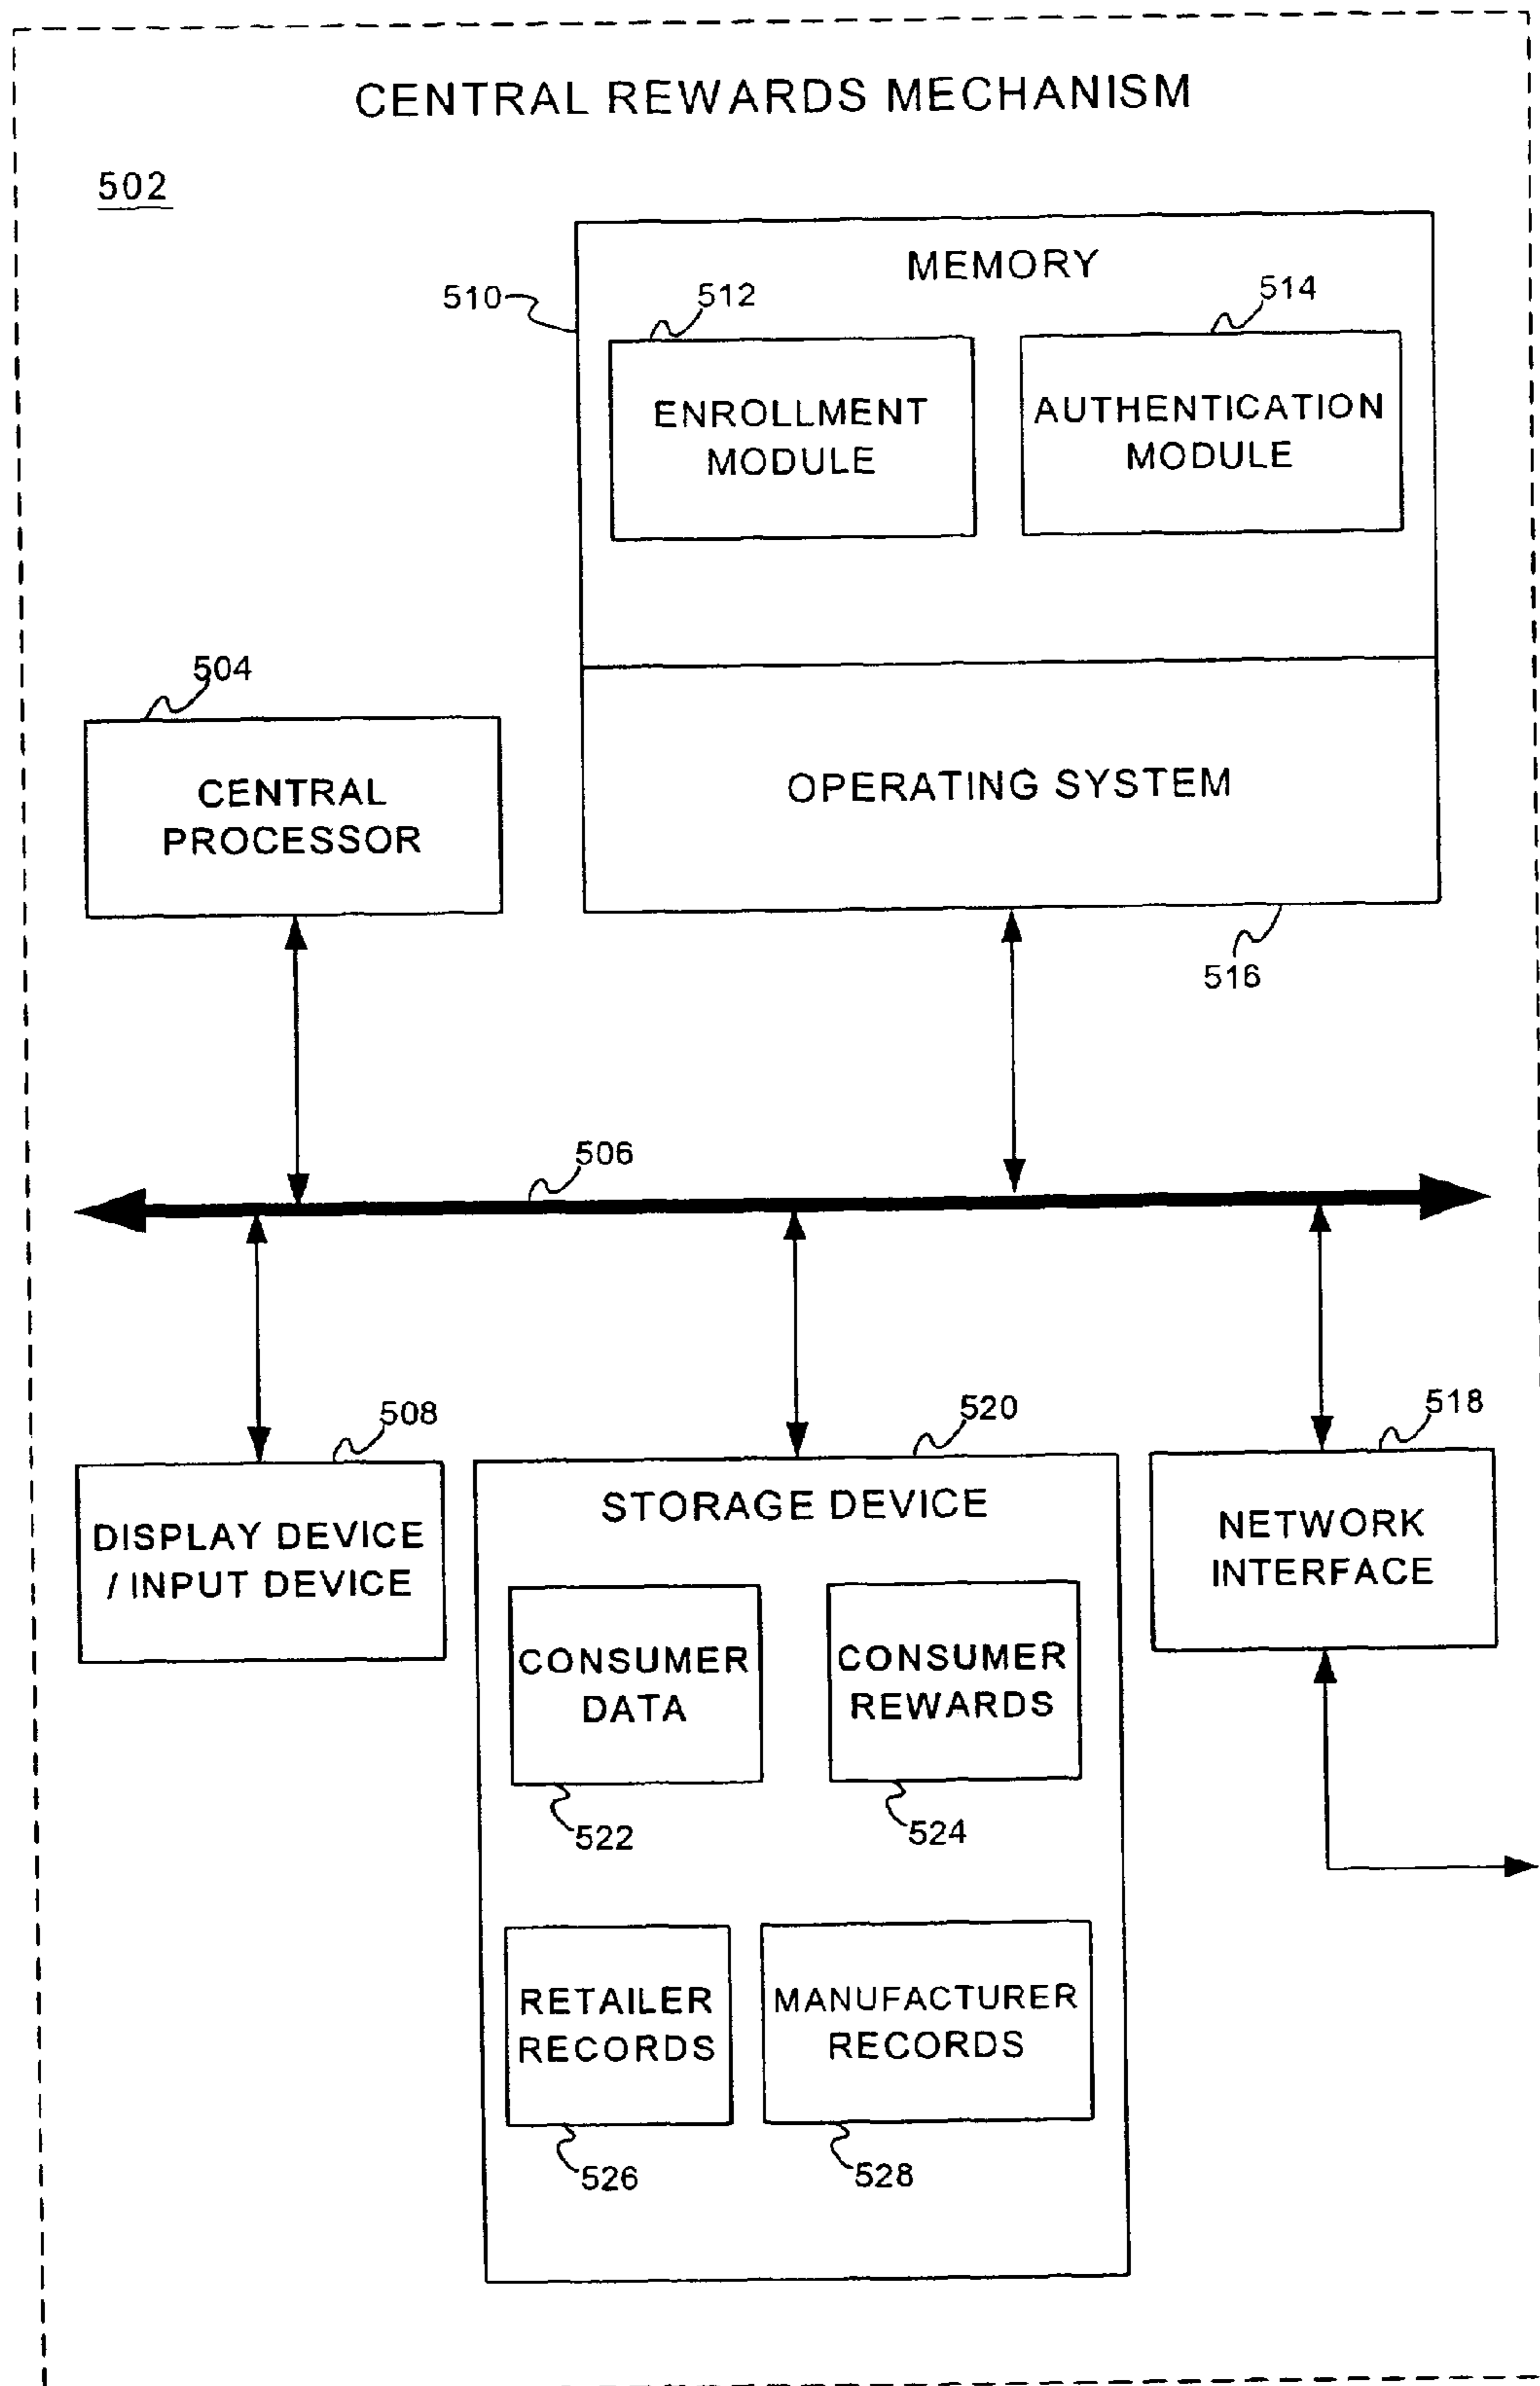 CENTRAL REWARDS MECHANISM
502
MEMORY
510
512
514
ENROLLMENT
MODULE
AUTHENTICATION
MODULE
504
CENTRAL
PROCESSOR
OPERATING SYSTEM
516
506
508
520
518
DISPLAY DEVICE
/ INPUT DEVICE
STORAGE DEVICE
NETWORK
INTERFACE
CONSUMER
DATA
CONSUMER
REWARDS
522
524
RETAILER
RECORDS
MANUFACTURER
RECORDS
526
528